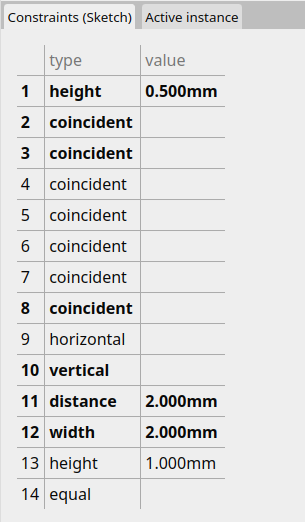 Constraints (Sketch) Active instance
type value
1 height 0.500mm
2 coincident
3 coincident
4 coincident
5 coincident
6 coincident
7 coincident
8 coincident
9 horizontal
10 vertical
11 distance 2.000mm
12 width 2.000mm
13 height 1.000mm
14 equal